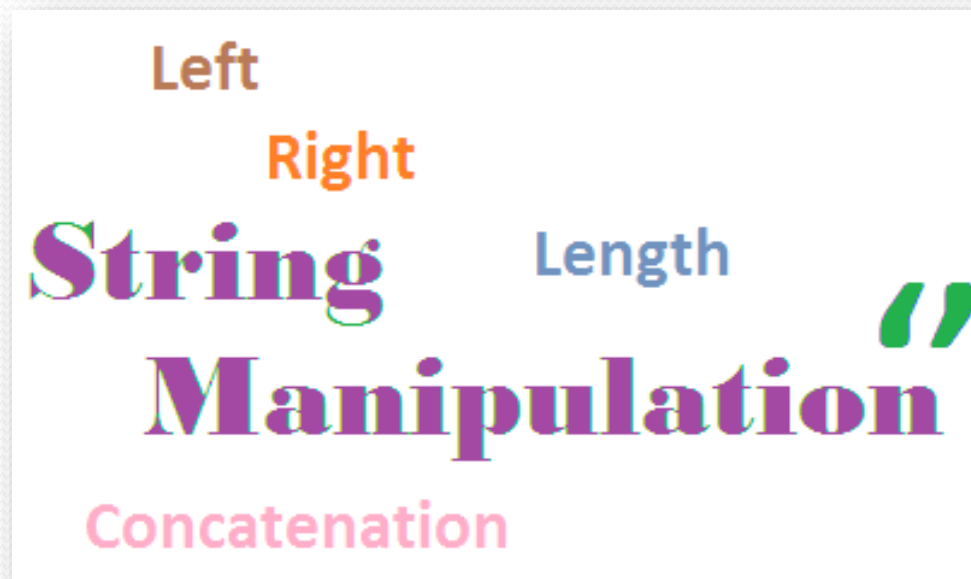 Left
Right
String
Length
“
Manipulation
Concatenation